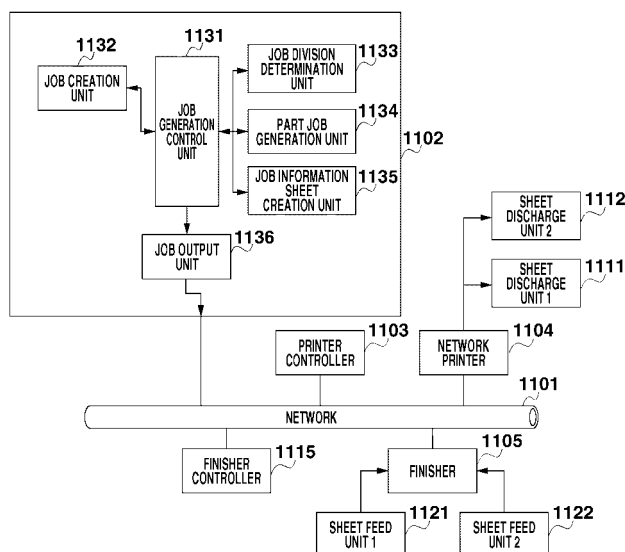 1132
JOB CREATION
UNIT
1131
JOB
GENERATION
CONTROL
UNIT
1133
JOB DIVISION
DETERMINATION
UNIT
1134
PART JOB
GENERATION UNIT
1102
1135
JOB INFORMATION
SHEET
CREATION UNIT
1136
JOB OUTPUT
UNIT
1112
SHEET
DISCHARGE
UNIT 2
1111
SHEET
DISCHARGE
UNIT 1
1103
PRINTER
CONTROLLER
1104
NETWORK
PRINTER
1101
NETWORK
FINISHER
CONTROLLER
1115
1105
FINISHER
1121
SHEET FEED
UNIT 1
1122
SHEET FEED
UNIT 2